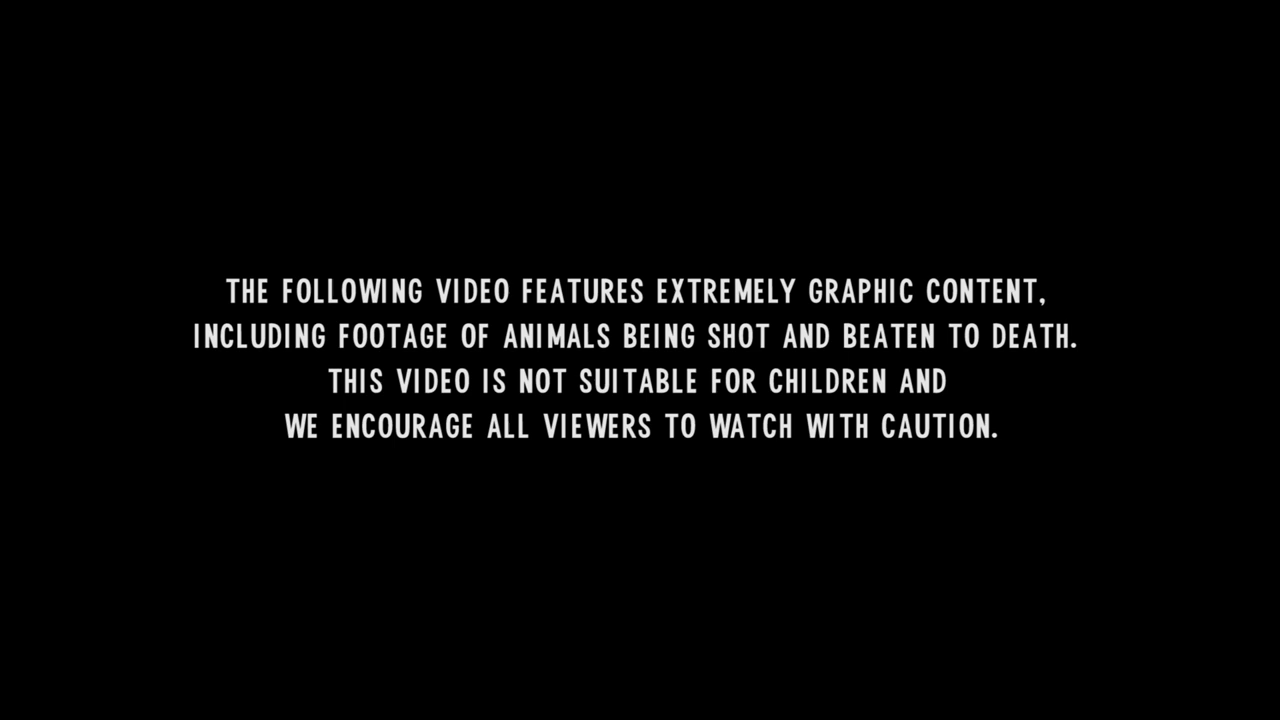 THE FOLLOWING VIDEO FEATURES EXTREMELY GRAPHIC CONTENT,
INCLUDING FOOTAGE OF ANIMALS BEING SHOT AND BEATEN TO DEATH.
THIS VIDEO IS NOT SUITABLE FOR CHILDREN AND
WE ENCOURAGE ALL VIEWERS TO WATCH WITH CAUTION.